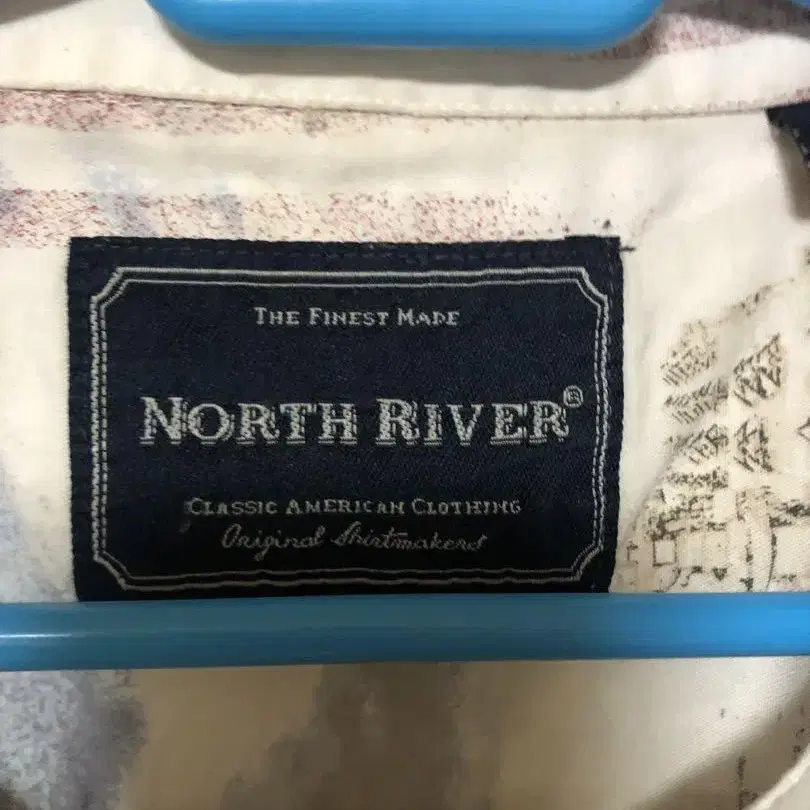 THE FINEST MADE
NORTH RIVER®
CLASSIC AMERICAN CLOTHING
Original Shirtmakers